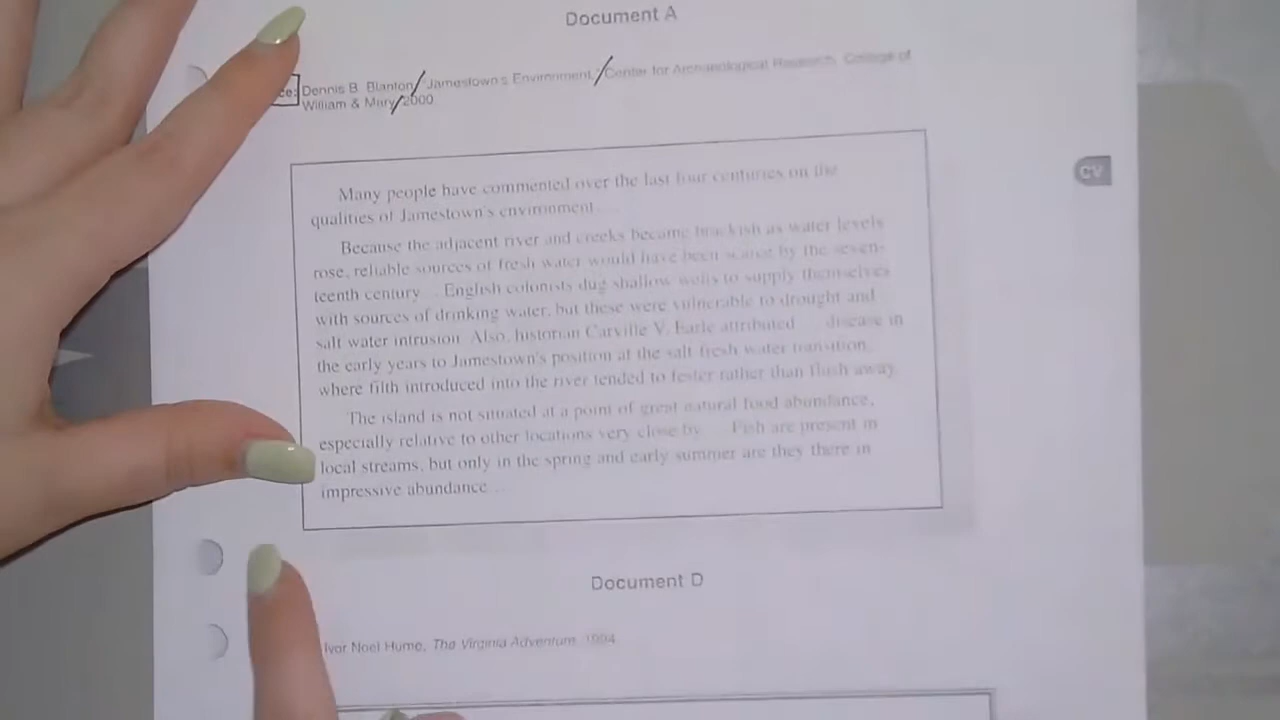 Document A
ce: Dennis B. Blanton/"Jamestown's Environment,"/Center for Archaeological Research, College of
William & Mary/2000
CV
Many people have commented over the last four centuries on the
qualities of Jamestown's environment ...
Because the adjacent river and creeks became brackish as water levels
rose, reliable sources of fresh water would have been scarce by the seven-
teenth century ... English colonists dug shallow wells to supply themselves
with sources of drinking water, but these were vulnerable to drought and
salt water intrusion. Also, historian Carville V. Earle attributed ... disease in
the early years to Jamestown's position at the salt fresh water transition,
where filth introduced into the river tended to fester rather than flush away.
The island is not situated at a point of great natural food abundance,
especially relative to other locations very close by ... Fish are present in
local streams, but only in the spring and early summer are they there in
impressive abundance ...
Document D
Ivor Noel Hume, The Virginia Adventure, 1994.